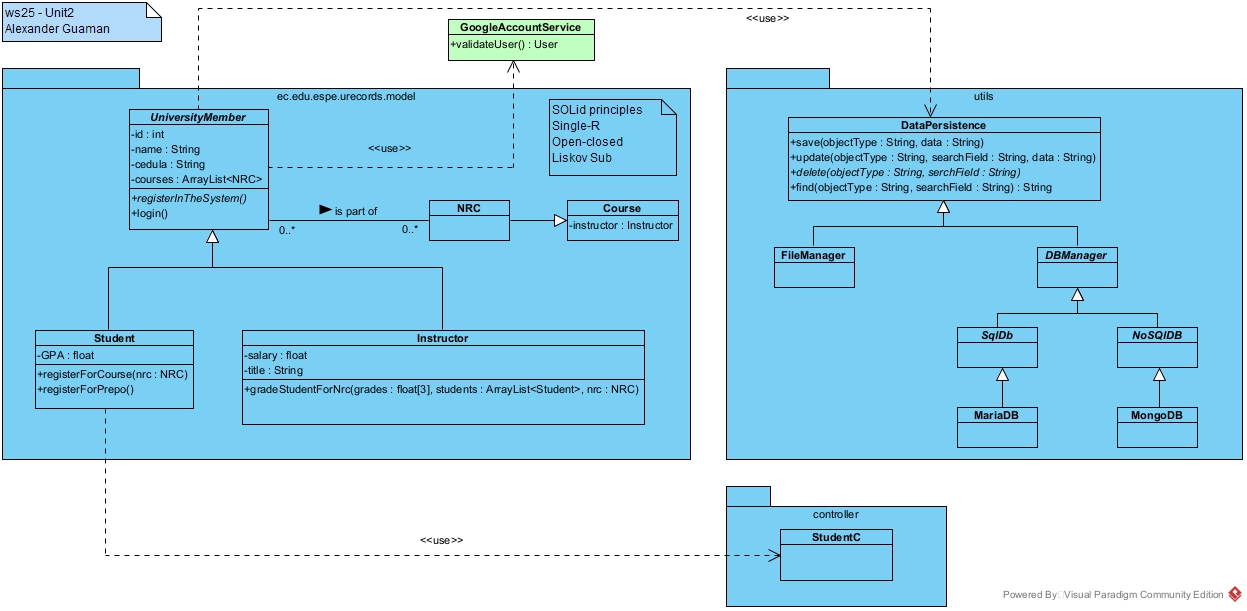 ws25 - Unit2
Alexander Guaman
<<use>>
GoogleAccountService
+validateUser() : User
ec.edu.espe.urecords.model
UniversityMember
-id : int
-name : String
-cedula : String
-courses : ArrayList<NRC>
+registerInTheSystem()
+login()
<<use>>
SOLid principles
Single-R
Open-closed
Liskov Sub
is part of
0..*
0..*
NRC
Course
-instructor : Instructor
Student
-GPA : float
+registerForCourse(nrc : NRC)
+registerForPrepo()
Instructor
-salary : float
-title : String
+gradeStudentForNrc(grades : float[3], students : ArrayList<Student>, nrc : NRC)
utils
DataPersistence
+save(objectType : String, data : String)
+update(objectType : String, searchField : String, data : String)
+delete(objectType : String, serchField : String)
+find(objectType : String, searchField : String) : String
FileManager
DBManager
SqlDb
NoSQlDB
MariaDB
MongoDB
<<use>>
controller
StudentC
Powered By Visual Paradigm Community Edition